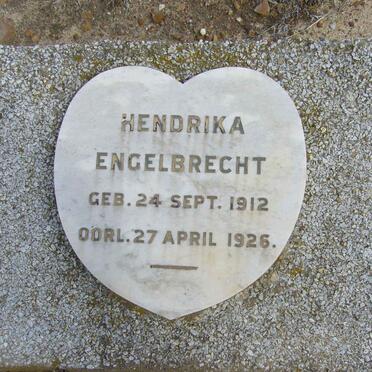 HENDRIKA
ENGELBRECHT
GEB. 24 SEPT. 1912
OORL. 27 APRIL 1926.